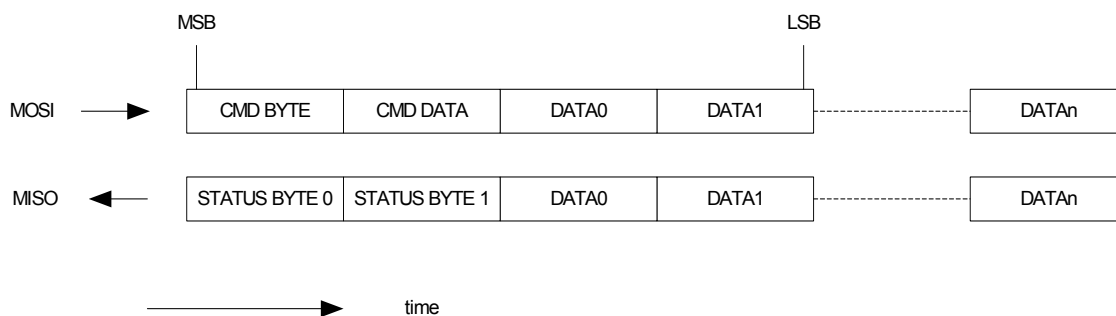 MSB LSB
MOSI CMD BYTE CMD DATA DATA0 DATA1 DATAn
MISO STATUS BYTE 0 STATUS BYTE 1 DATA0 DATA1 DATAn
time